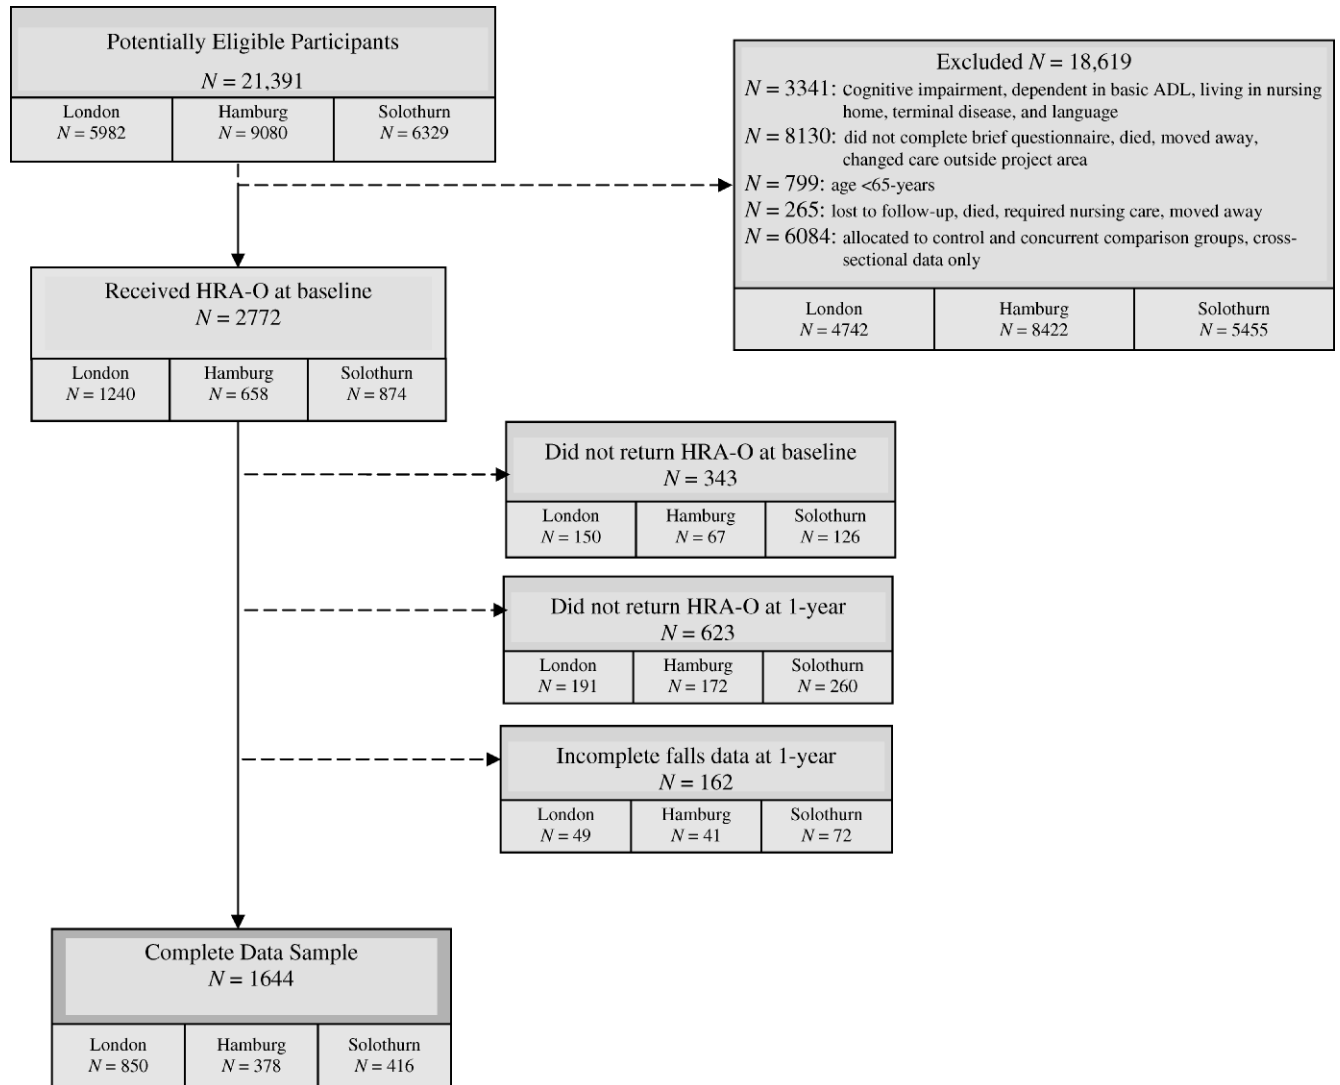 Potentially Eligible Participants
N = 21,391
London
N = 5982
Hamburg
N = 9080
Solothurn
N = 6329
Excluded N = 18,619
N = 3341: Cognitive impairment, dependent in basic ADL, living in nursing
home, terminal disease, and language
N = 8130: did not complete brief questionnaire, died, moved away,
changed care outside project area
N = 799: age <65-years
N = 265: lost to follow-up, died, required nursing care, moved away
N = 6084: allocated to control and concurrent comparison groups, cross-
sectional data only
London
N = 4742
Hamburg
N = 8422
Solothurn
N = 5455
Received HRA-O at baseline
N = 2772
London
N = 1240
Hamburg
N = 658
Solothurn
N = 874
Did not return HRA-O at baseline
N = 343
London
N = 150
Hamburg
N = 67
Solothurn
N = 126
Did not return HRA-O at 1-year
N = 623
London
N = 191
Hamburg
N = 172
Solothurn
N = 260
Incomplete falls data at 1-year
N = 162
London
N = 49
Hamburg
N = 41
Solothurn
N = 72
Complete Data Sample
N = 1644
London
N = 850
Hamburg
N = 378
Solothurn
N = 416